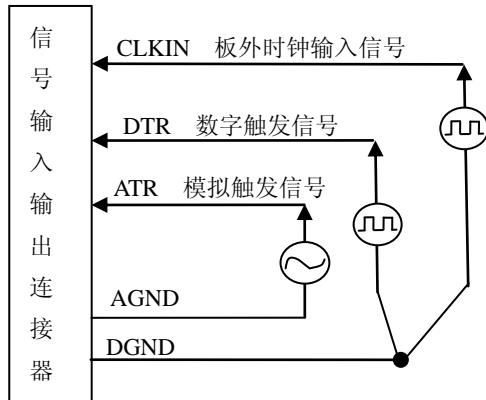 信号输入输出连接器
CLKIN 板外时钟输入信号
DTR 数字触发信号
ATR 模拟触发信号
AGND
DGND